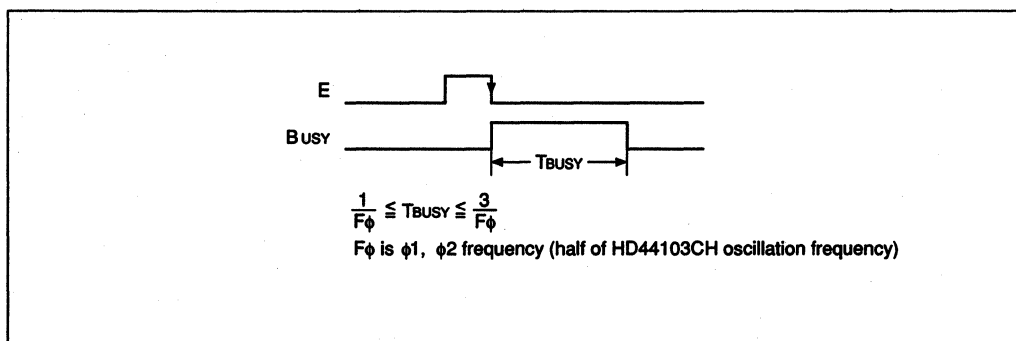 E
BUSY
TBUSY
1/Fφ ≦ TBUSY ≦ 3/Fφ
Fφ is φ1, φ2 frequency (half of HD44103CH oscillation frequency)